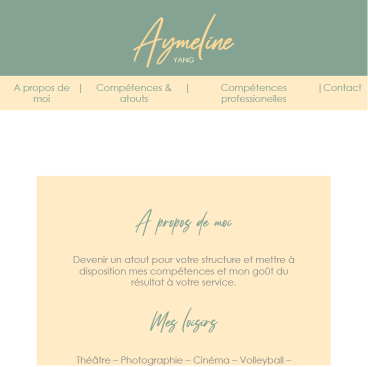 Aymeline
YANG
A propos de moi | Compétences & atouts | Compétences professionelles | Contact
A propos de moi
Devenir un atout pour votre structure et mettre à
disposition mes compétences et mon goût du
résultat à votre service.
Mes loisirs
Théâtre – Photographie – Cinéma – Volleyball –